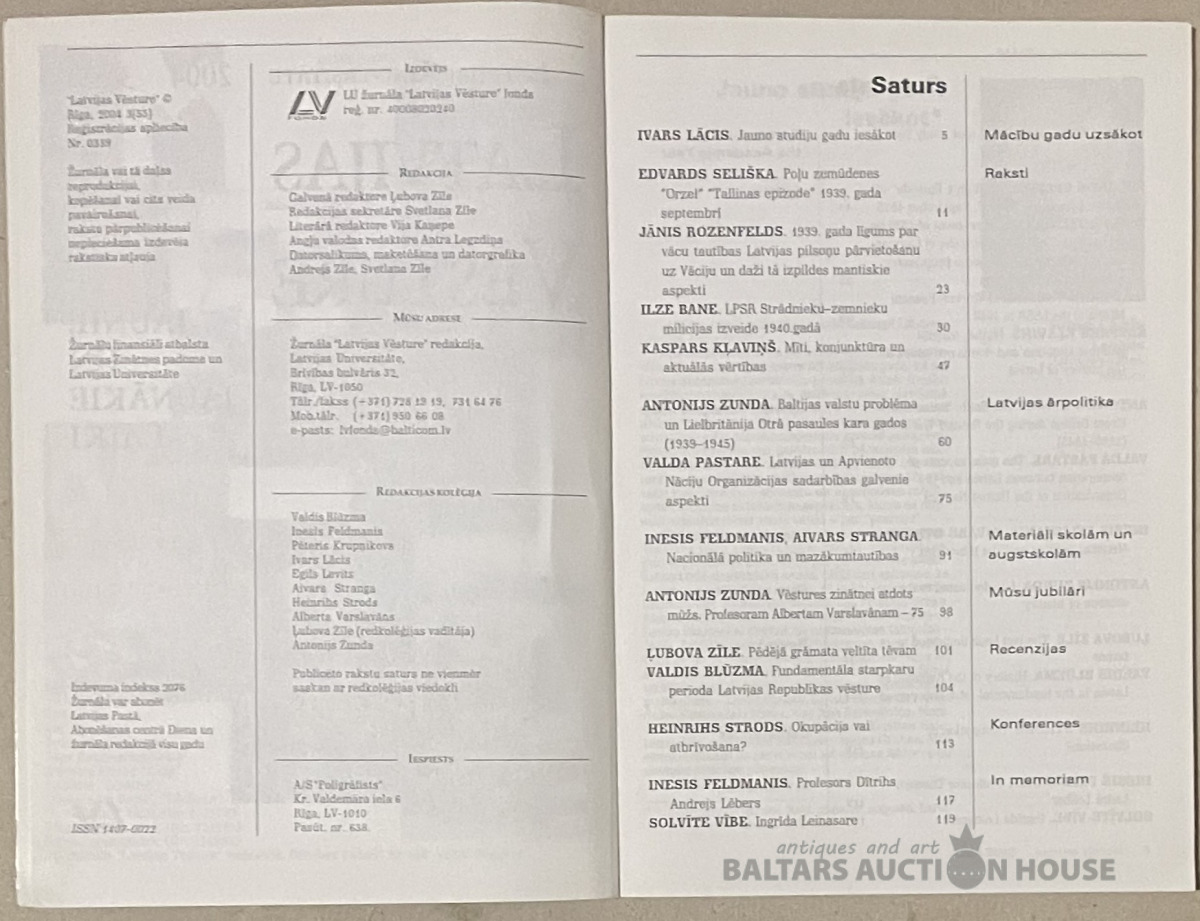 "Latvijas Vēsture" ©
Rīga, 2004 3(55)
Reģistrācijas apliecība
Nr. 0319
Žurnāla vai tā daļas
reproducijai,
kopēšanai vai cita veida
pavairošanai,
rakstu pārpublicēšanai
nepieciešama izdevēja
rakstiska atļauja
Žurnālu finansiāli atbalsta
Latvijas Zinātnes padome un
Latvijas Universitāte
Izdevuma indekss 2076
Žurnālu var abonēt
Latvijas Pastā,
Abonēšanas centrā Diena un
žurnāla redakcijā visu gadu
ISSN 1407-0022
IZDEVĒJS
LV
FONDS
LU žurnāla "Latvijas Vēsture" fonds
reģ. nr. 40008020240
REDAKCIJA
Galvenā redaktore Ļubova Zīle
Redakcijas sekretāre Svetlana Zīle
Literārā redaktore Vija Kaņepe
Angļu valodas redaktore Antra Legzdiņa
Datorsalikums, maketēšana un datorgrafika
Andrejs Zīle, Svetlana Zīle
MŪSU ADRESE
Žurnāla "Latvijas Vēsture" redakcija,
Latvijas Universitāte,
Brīvības bulvāris 32,
Rīga, LV-1050
Tālr./fakss (+371) 728 13 19, 731 64 76
Mob.tālr. (+371) 950 66 08
e-pasts: lvfonds@balticom.lv
REDAKCIJAS KOLĒĢIJA
Valdis Blūzma
Inesis Feldmanis
Pēteris Krupņikovs
Ivars Lācis
Egils Levits
Aivars Stranga
Heinrihs Strods
Alberts Varslavāns
Ļubova Zīle (redkolēģijas vadītāja)
Antonijs Zunda
Publicēto rakstu saturs ne vienmēr
saskan ar redkolēģijas viedokli
IESPIESTS
A/S "Poligrāfists"
Kr. Valdemāra iela 6
Rīga, LV-1010
Pasūt. nr. 638
Saturs
IVARS LĀCIS. Jauno studiju gadu iesākot 5 Mācību gadu uzsākot
EDVARDS SELIŠKA. Poļu zemūdenes Raksti
"Orzel" "Tallinas epizode" 1939. gada
septembrī 11
JĀNIS ROZENFELDS. 1939. gada līgums par
vācu tautības Latvijas pilsoņu pārvietošanu
uz Vāciju un daži tā izpildes mantiskie
aspekti 23
ILZE BANE. LPSR Strādnieku–zemnieku
milicijas izveide 1940.gadā 30
KASPARS KĻAVIŅŠ. Mīti, konjunktūra un
aktuālās vērtības 47
ANTONIJS ZUNDA. Baltijas valstu problēma Latvijas ārpolitika
un Lielbritānija Otrā pasaules kara gados
(1939–1945) 60
VALDA PASTARE. Latvijas un Apvienoto
Nāciju Organizācijas sadarbības galvenie
aspekti 75
INESIS FELDMANIS, AIVARS STRANGA. Materiāli skolām un
Nacionālā politika un mazākumtautības 91 augstskolām
ANTONIJS ZUNDA. Vēstures zinātnei atdots Mūsu jubilāri
mūžs. Profesoram Albertam Varslavānam – 75 98
ĻUBOVA ZĪLE. Pēdējā grāmata veltīta tēvam 101 Recenzijas
VALDIS BLŪZMA. Fundamentāla starpkaru
perioda Latvijas Republikas vēsture 104
HEINRIHS STRODS. Okupācija vai Konferences
atbrīvošana? 113
INESIS FELDMANIS. Profesors Dītrihs In memoriam
Andrejs Lēbers 117
SOLVĪTE VĪBE. Ingrīda Leinasare 119
antiques and art
BALTARS AUCTION HOUSE